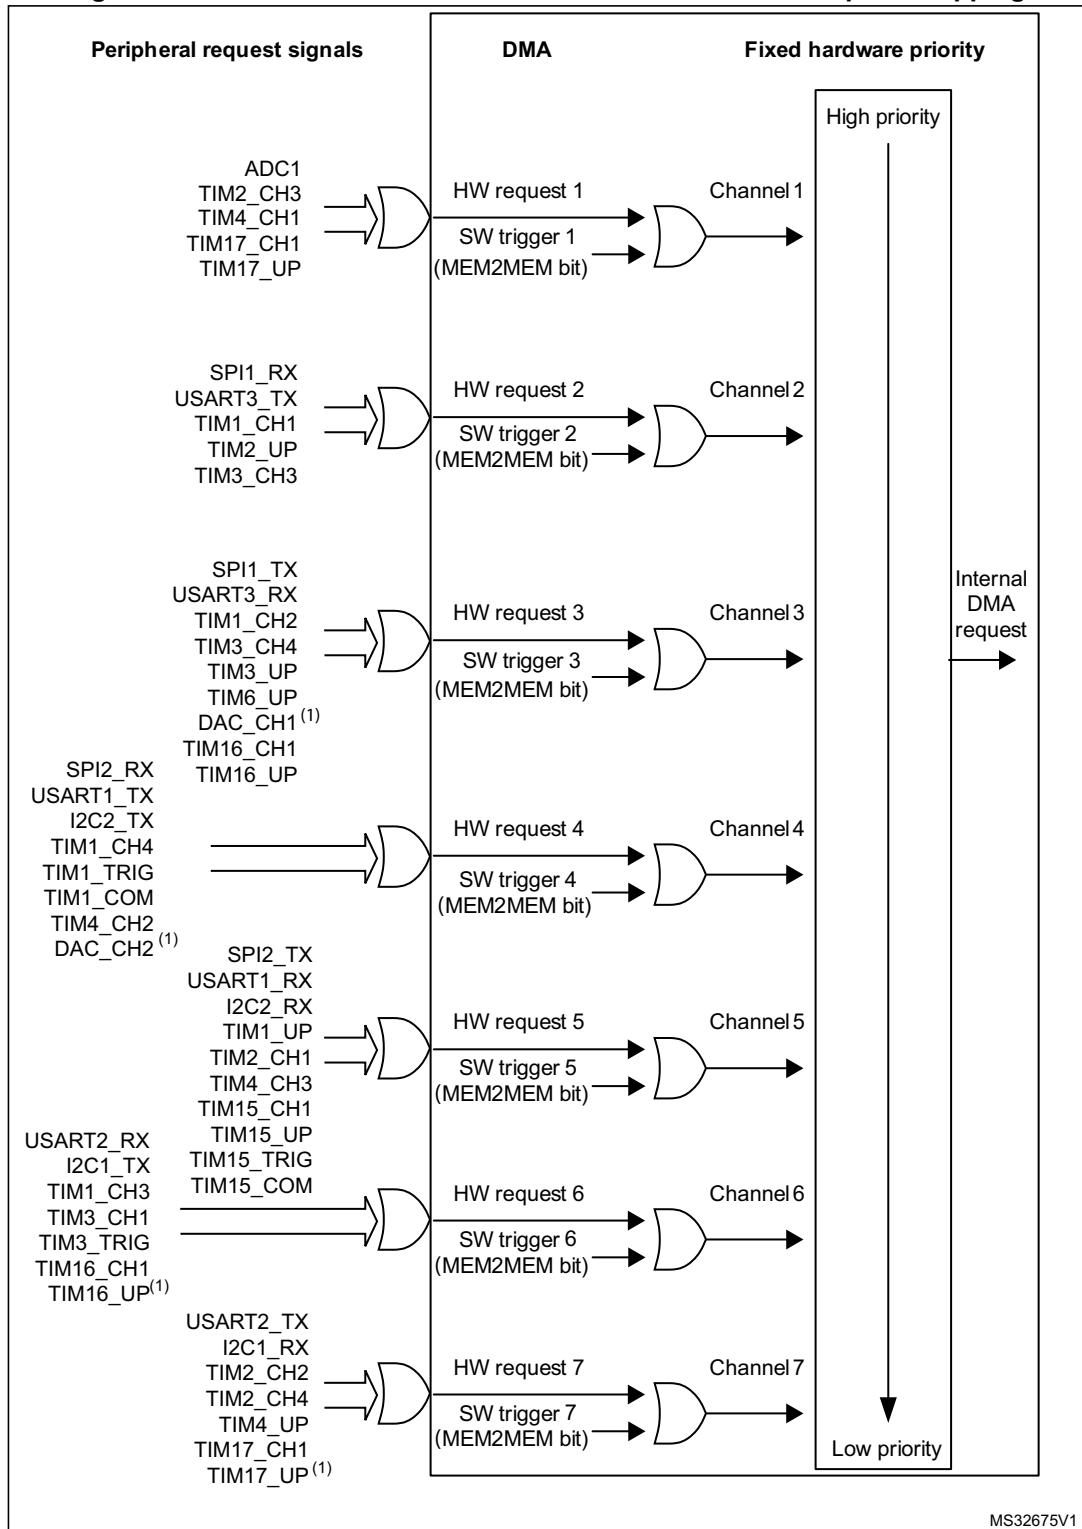 Peripheral request signals DMA Fixed hardware priority
High priority
ADC1
TIM2_CH3
TIM4_CH1
TIM17_CH1
TIM17_UP
HW request 1
SW trigger 1
(MEM2MEM bit)
Channel 1
SPI1_RX
USART3_TX
TIM1_CH1
TIM2_UP
TIM3_CH3
HW request 2
SW trigger 2
(MEM2MEM bit)
Channel 2
SPI1_TX
USART3_RX
TIM1_CH2
TIM3_CH4
TIM3_UP
TIM6_UP
DAC_CH1 (1)
TIM16_CH1
TIM16_UP
HW request 3
SW trigger 3
(MEM2MEM bit)
Channel 3
Internal
DMA
request
SPI2_RX
USART1_TX
I2C2_TX
TIM1_CH4
TIM1_TRIG
TIM1_COM
TIM4_CH2
DAC_CH2 (1)
HW request 4
SW trigger 4
(MEM2MEM bit)
Channel 4
SPI2_TX
USART1_RX
I2C2_RX
TIM1_UP
TIM2_CH1
TIM4_CH3
TIM15_CH1
TIM15_UP
TIM15_TRIG
TIM15_COM
HW request 5
SW trigger 5
(MEM2MEM bit)
Channel 5
USART2_RX
I2C1_TX
TIM1_CH3
TIM3_CH1
TIM3_TRIG
TIM16_CH1
TIM16_UP(1)
HW request 6
SW trigger 6
(MEM2MEM bit)
Channel 6
USART2_TX
I2C1_RX
TIM2_CH2
TIM2_CH4
TIM4_UP
TIM17_CH1
TIM17_UP (1)
HW request 7
SW trigger 7
(MEM2MEM bit)
Channel 7
Low priority
MS32675V1